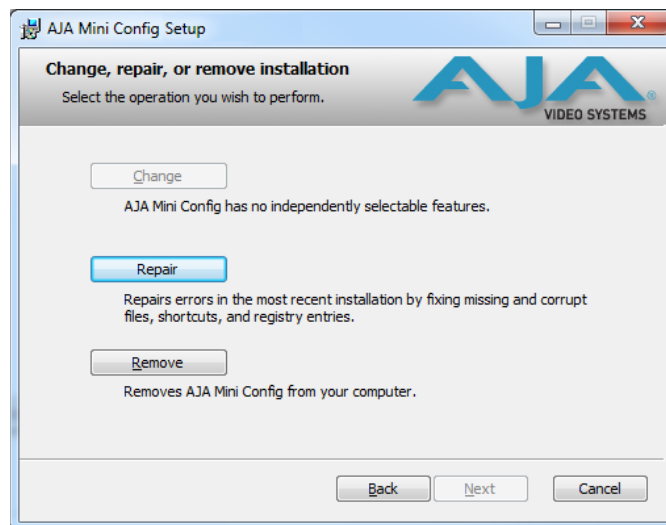 AJA Mini Config Setup
Change, repair, or remove installation
Select the operation you wish to perform.
AJA
VIDEO SYSTEMS
Change
AJA Mini Config has no independently selectable features.
Repair
Repairs errors in the most recent installation by fixing missing and corrupt
files, shortcuts, and registry entries.
Remove
Removes AJA Mini Config from your computer.
Back Next Cancel